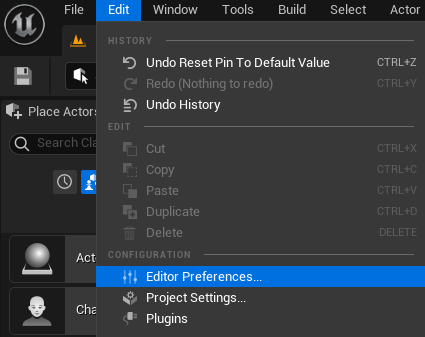 File Edit Window Tools Build Select Actor
HISTORY
Undo Reset Pin To Default Value CTRL+Z
Redo (Nothing to redo) CTRL+Y
Undo History
Place Actors
EDIT
Search Cla
Cut CTRL+X
Copy CTRL+C
Paste CTRL+V
Duplicate CTRL+D
Delete DELETE
CONFIGURATION
Acto
Editor Preferences...
Project Settings...
Cha
Plugins